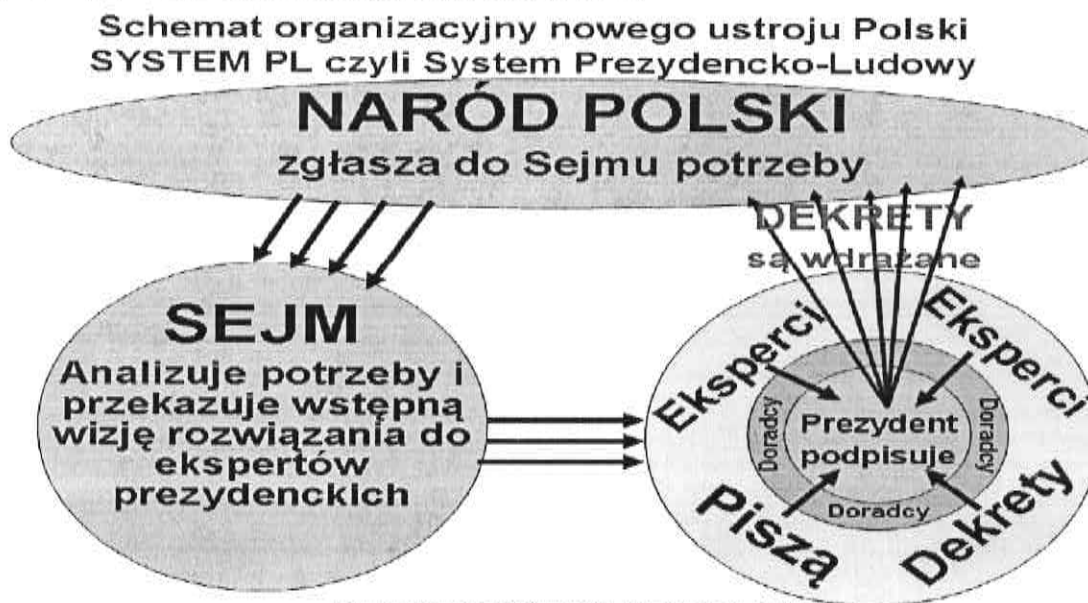 Schemat organizacyjny nowego ustroju Polski
SYSTEM PL czyli System Prezydencko-Ludowy
NARÓD POLSKI
zgłasza do Sejmu potrzeby
DEKRETY
są wdrażane
SEJM
Analizuje potrzeby i
przekazuje wstępną
wizję rozwiązania do
ekspertów
prezydenckich
Eksperci
Eksperci
Doradcy
Prezydent
podpisuje
Doradcy
Doradcy
Piszą
Dekrety